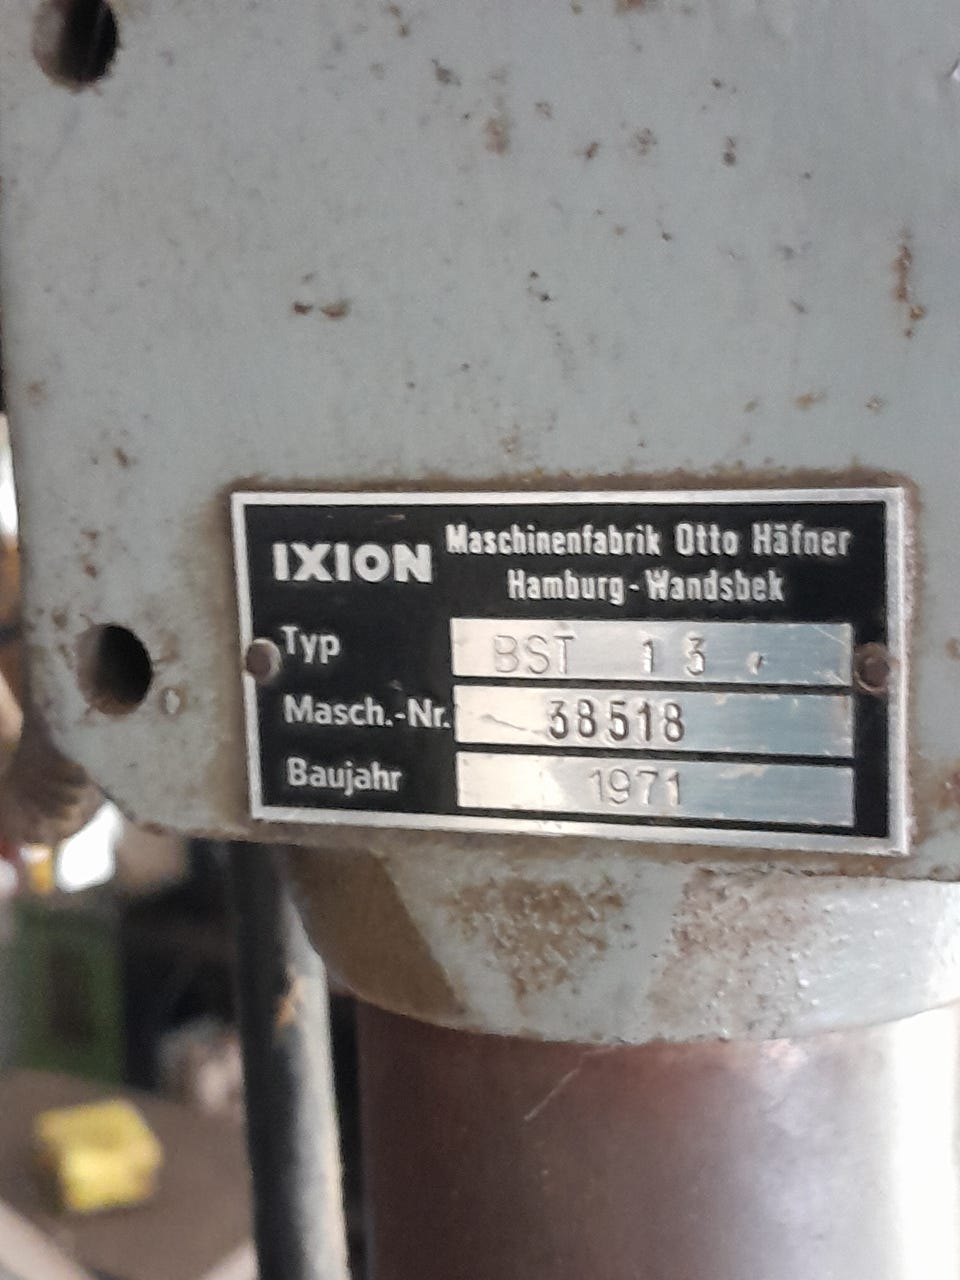 IXION Maschinenfabrik Otto Häfner
Hamburg-Wandsbek
Typ BST 13
Masch.-Nr. 38518
Baujahr 1971